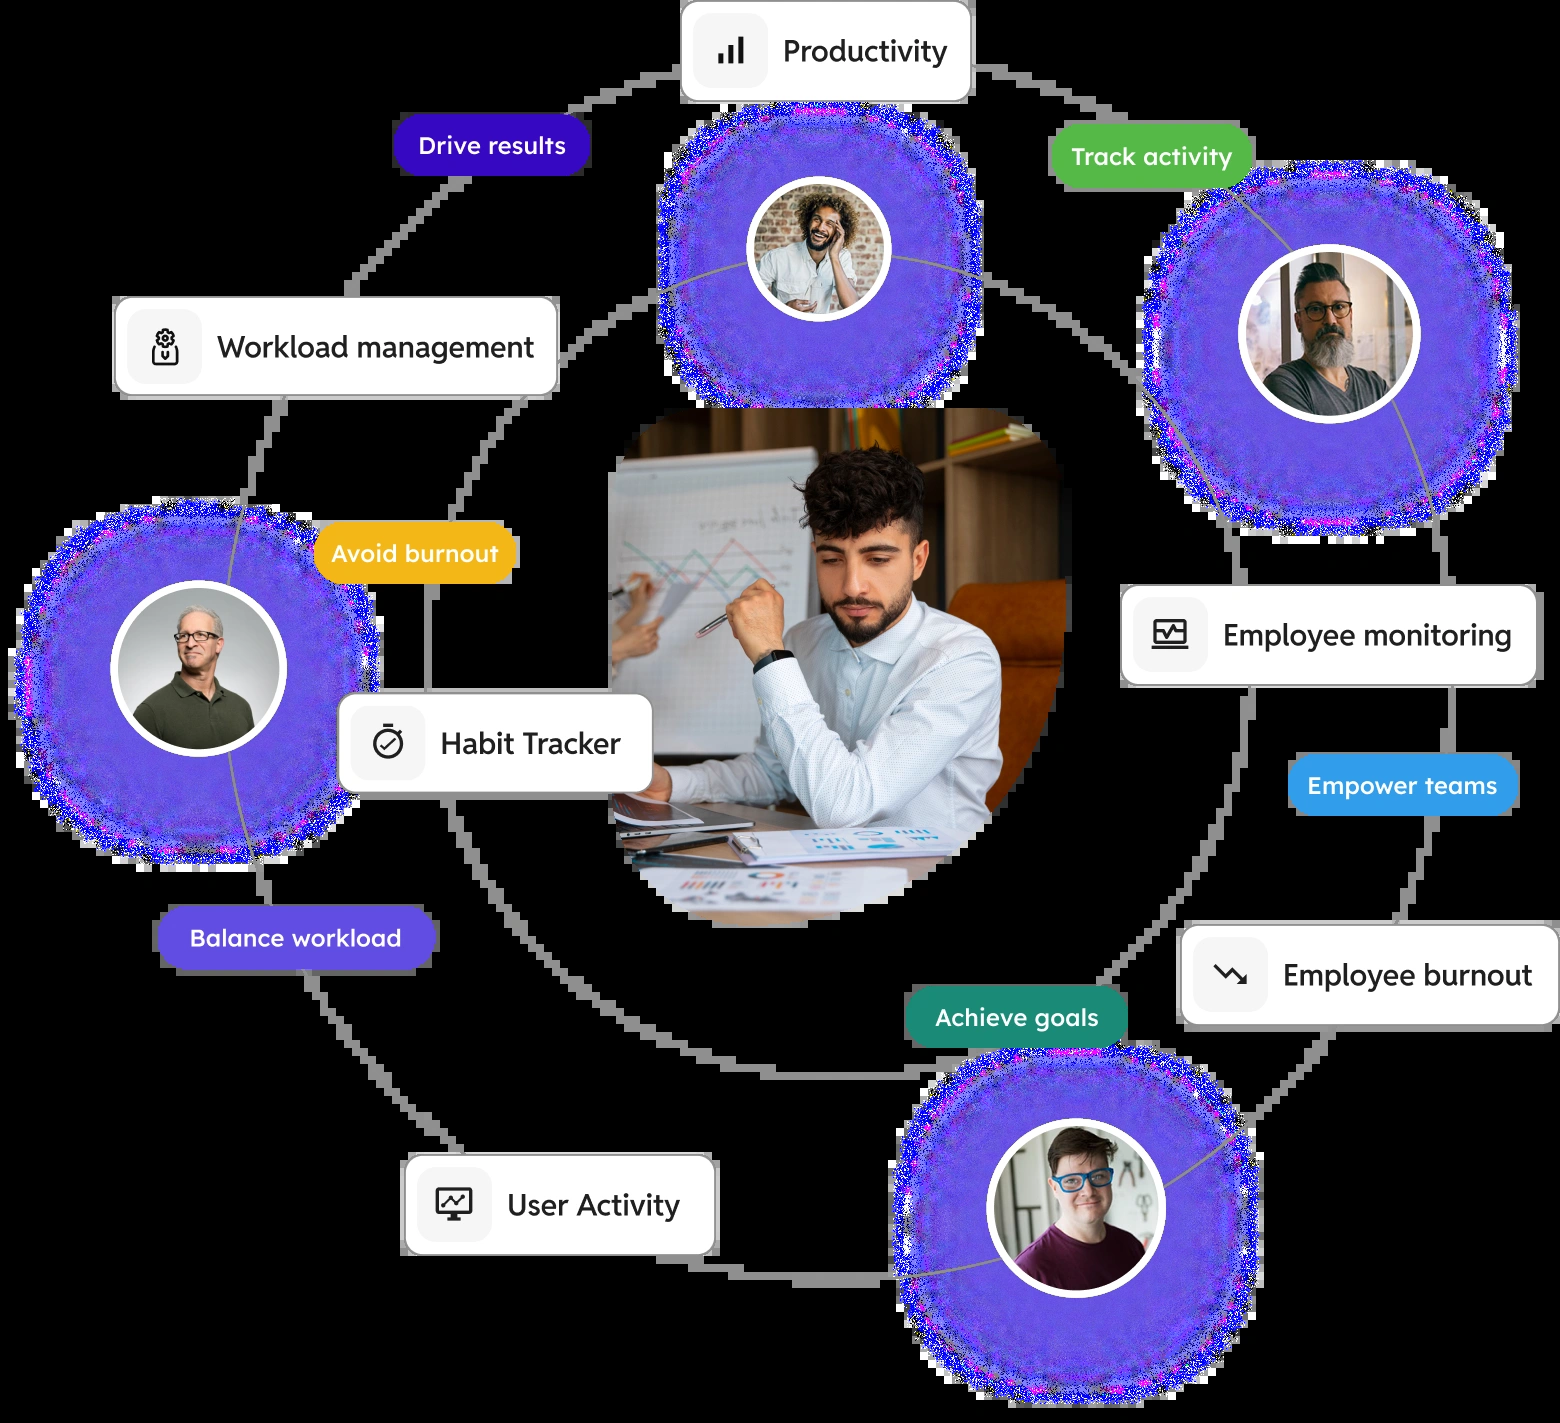 Productivity
Drive results
Track activity
Workload management
Avoid burnout
Employee monitoring
Habit Tracker
Empower teams
Balance workload
Employee burnout
Achieve goals
User Activity